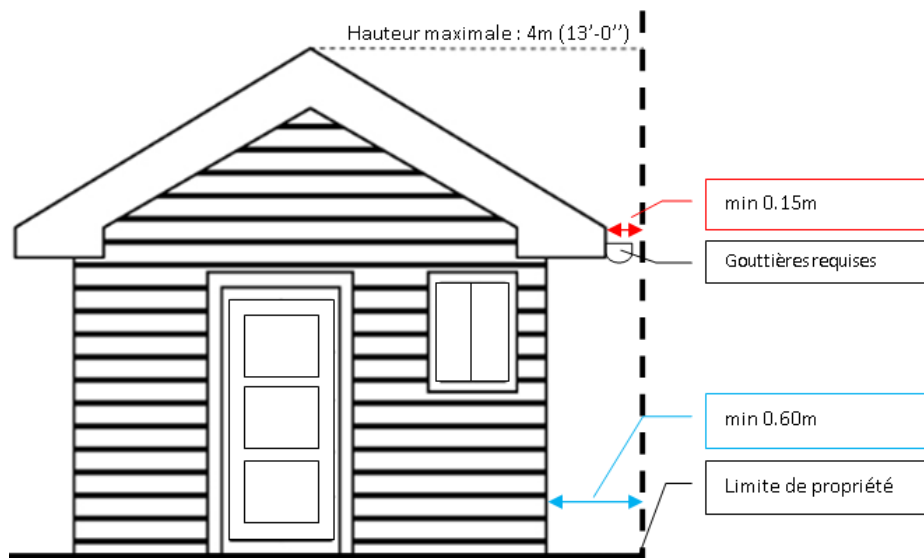 Hauteur maximale : 4m (13’-0’’)
min 0.15m
Gouttières requises
min 0.60m
Limite de propriété